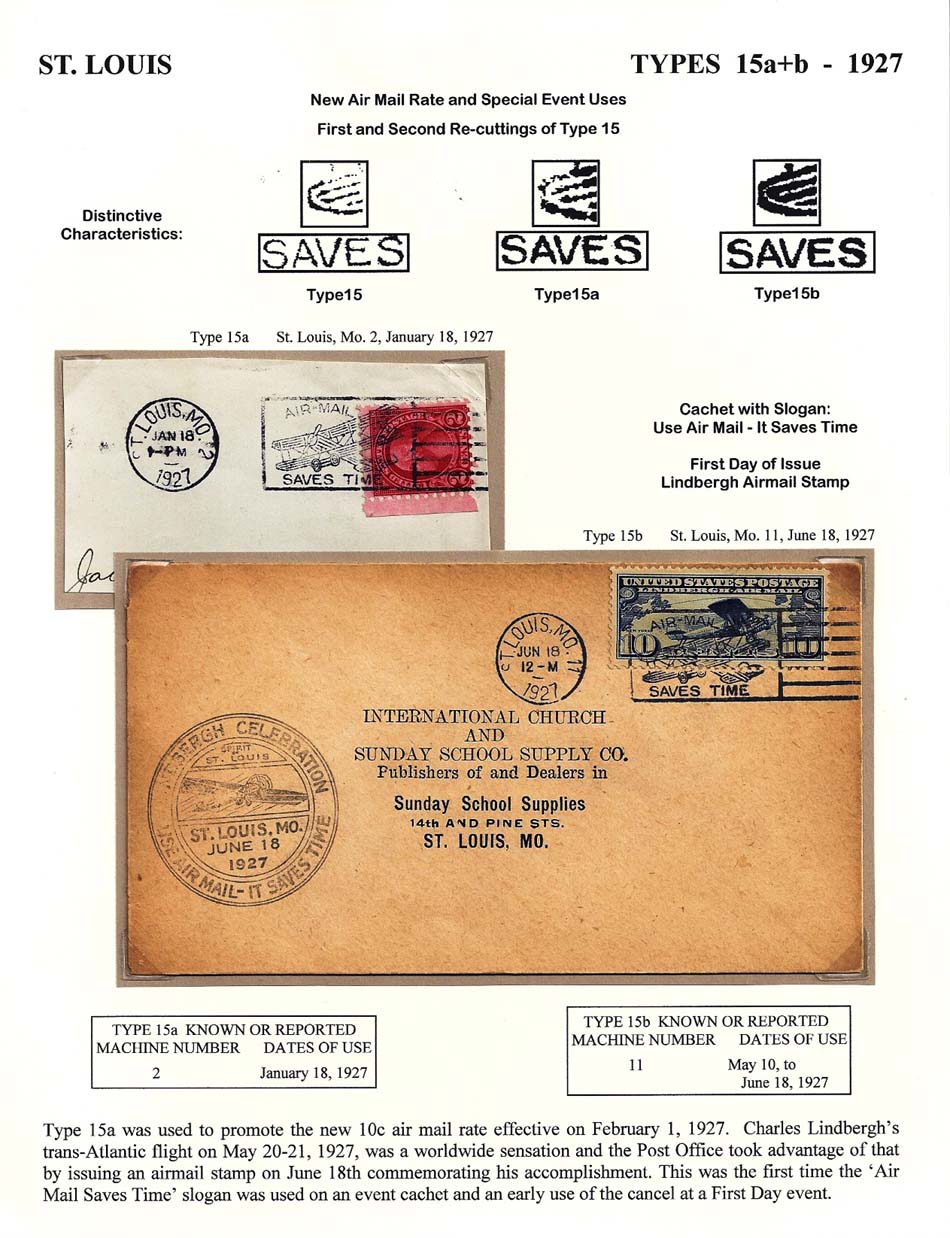 ST. LOUIS
TYPES 15a+b - 1927
New Air Mail Rate and Special Event Uses
First and Second Re-cuttings of Type 15
Distinctive
Characteristics:
SAVES
Type15
SAVES
Type15a
SAVES
Type15b
Type 15a St. Louis, Mo. 2, January 18, 1927
T. LOUIS, MO. 2
JAN 18
1-PM
1927
AIR-MAIL
SAVES TIME
Cachet with Slogan:
Use Air Mail - It Saves Time
First Day of Issue
Lindbergh Airmail Stamp
Type 15b St. Louis, Mo. 11, June 18, 1927
ST. LOUIS, MO. 11
JUN 18
12-M
1927
UNITED STATES POSTAGE
LINDBERGH AIR MAIL
AIR-MAIL
10 10
SAVES TIME
INTERNATIONAL CHURCH
AND
SUNDAY SCHOOL SUPPLY CO.
Publishers of and Dealers in
Sunday School Supplies
14th AND PINE STS.
ST. LOUIS, MO.
LINDBERGH CELEBRATION
SPIRIT
ST. LOUIS
ST. LOUIS, MO.
JUNE 18
1927
USE AIR MAIL-IT SAVES TIME
TYPE 15a KNOWN OR REPORTED
MACHINE NUMBER DATES OF USE
2 January 18, 1927
TYPE 15b KNOWN OR REPORTED
MACHINE NUMBER DATES OF USE
11 May 10, to
June 18, 1927
Type 15a was used to promote the new 10c air mail rate effective on February 1, 1927. Charles Lindbergh's
trans-Atlantic flight on May 20-21, 1927, was a worldwide sensation and the Post Office took advantage of that
by issuing an airmail stamp on June 18th commemorating his accomplishment. This was the first time the 'Air
Mail Saves Time' slogan was used on an event cachet and an early use of the cancel at a First Day event.